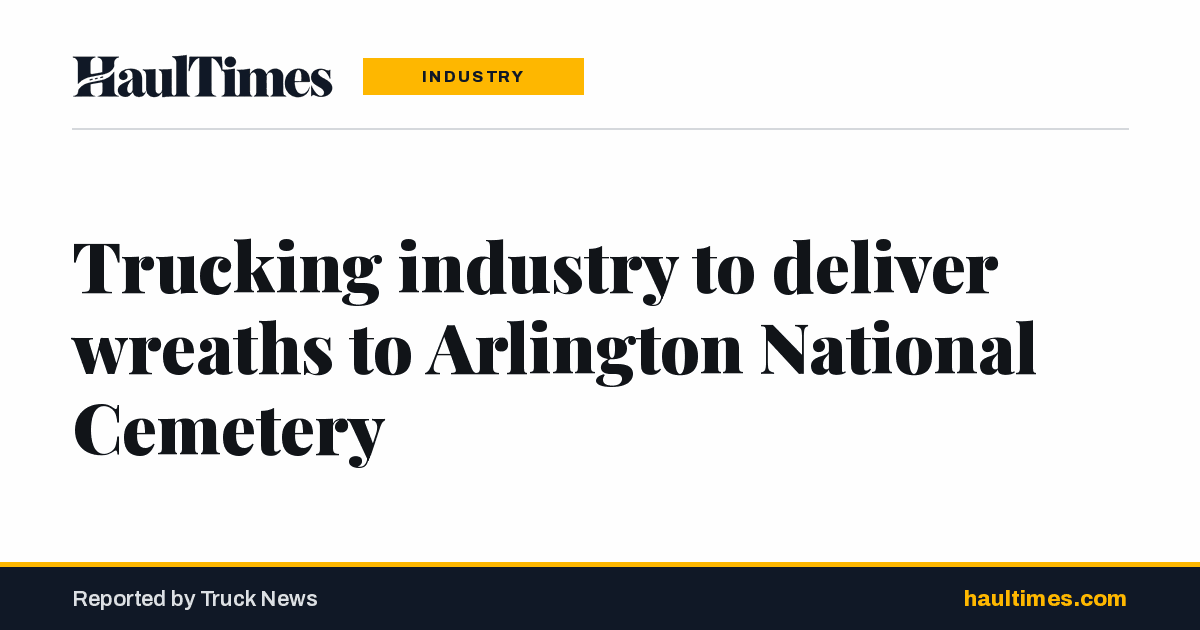 HaulTimes
INDUSTRY
Trucking industry to deliver
wreaths to Arlington National
Cemetery
Reported by Truck News
haultimes.com